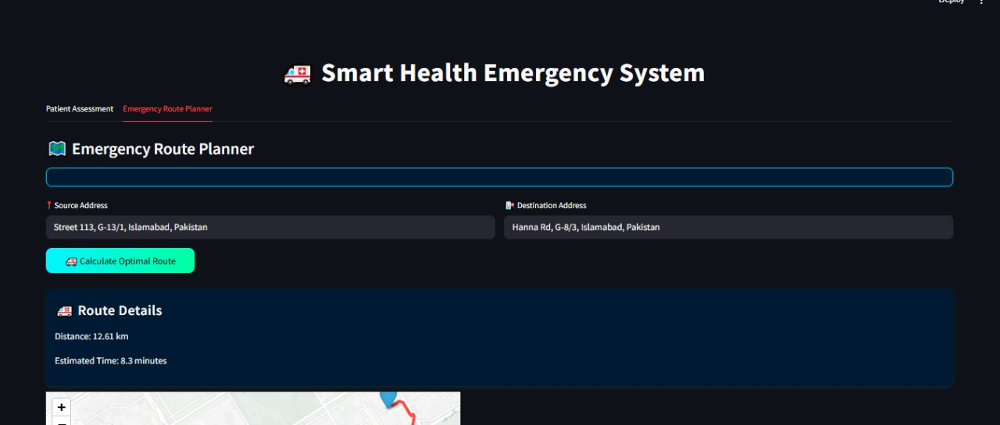 Deploy
Smart Health Emergency System
Patient Assessment Emergency Route Planner
Emergency Route Planner
Source Address Destination Address
Street 113, G-13/1, Islamabad, Pakistan Hanna Rd, G-8/3, Islamabad, Pakistan
Calculate Optimal Route
Route Details
Distance: 12.61 km
Estimated Time: 8.3 minutes
+